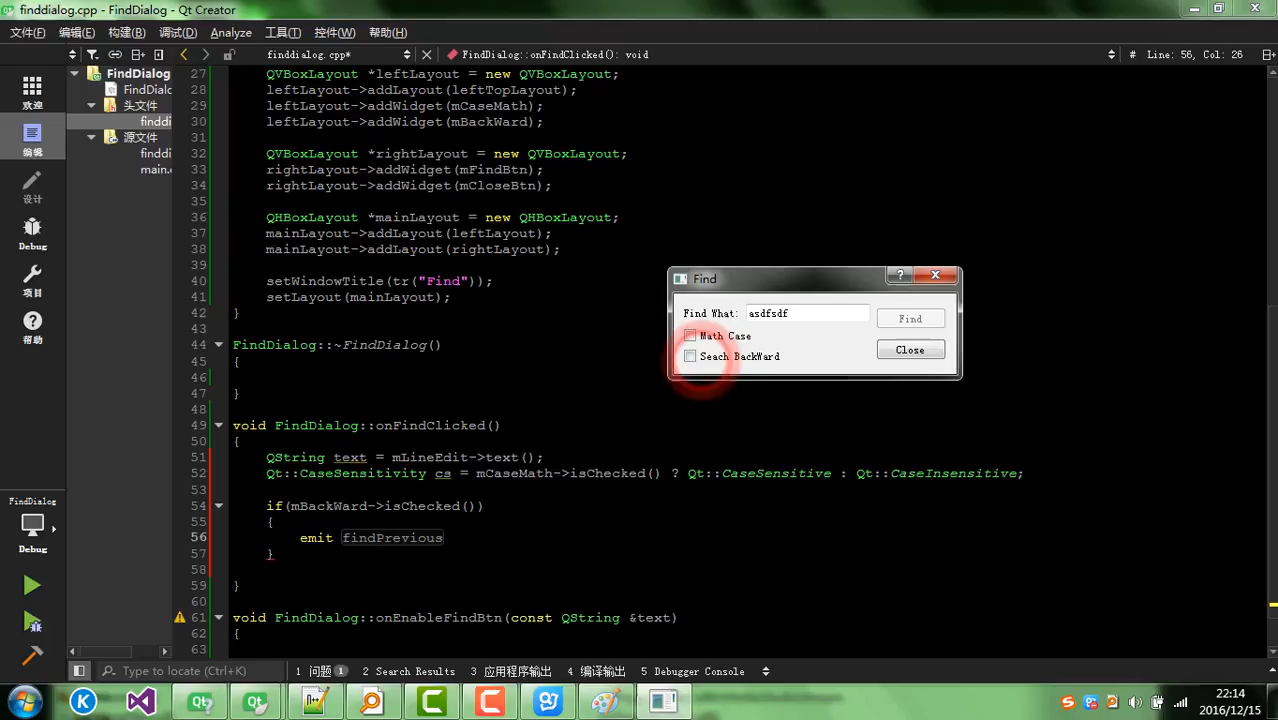 finddialog.cpp - FindDialog - Qt Creator
文件(F) 编辑(E) 构建(B) 调试(D) Analyze 工具(T) 控件(W) 帮助(H)
finddialog.cpp* FindDialog::onFindClicked(): void # Line: 56, Col: 26
欢迎
编辑
设计
Debug
项目
帮助
FindDialog
Debug
FindDialog
FindDialo
头文件
finddi
源文件
finddi
main.c
27 QVBoxLayout *leftLayout = new QVBoxLayout;
28 leftLayout->addLayout(leftTopLayout);
29 leftLayout->addWidget(mCaseMath);
30 leftLayout->addWidget(mBackWard);
31
32 QVBoxLayout *rightLayout = new QVBoxLayout;
33 rightLayout->addWidget(mFindBtn);
34 rightLayout->addWidget(mCloseBtn);
35
36 QHBoxLayout *mainLayout = new QHBoxLayout;
37 mainLayout->addLayout(leftLayout);
38 mainLayout->addLayout(rightLayout);
39
40 setWindowTitle(tr("Find"));
41 setLayout(mainLayout);
42 }
43
44 FindDialog::~FindDialog()
45 {
46
47 }
48
49 void FindDialog::onFindClicked()
50 {
51 QString text = mLineEdit->text();
52 Qt::CaseSensitivity cs = mCaseMath->isChecked() ? Qt::CaseSensitive : Qt::CaseInsensitive;
53
54 if(mBackWard->isChecked())
55 {
56 emit findPrevious
57 }
58
59 }
60
61 void FindDialog::onEnableFindBtn(const QString &text)
62 {
63
Find
Find What: asdfsdf Find
Math Case
Seach BackWard
Close
Type to locate (Ctrl+K) 1 问题 1 2 Search Results 3 应用程序输出 4 编译输出 5 Debugger Console
22:14
2016/12/15